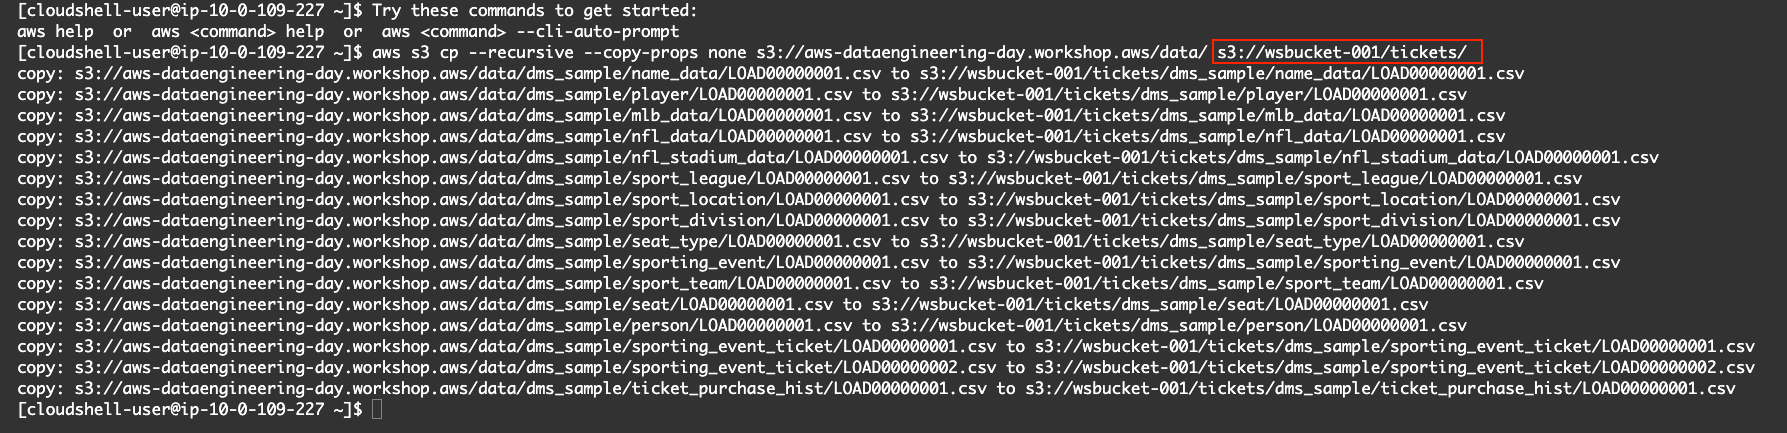 [cloudshell-user@ip-10-0-109-227 ~]$ Try these commands to get started:
aws help  or  aws <command> help  or  aws <command> --cli-auto-prompt
[cloudshell-user@ip-10-0-109-227 ~]$ aws s3 cp --recursive --copy-props none s3://aws-dataengineering-day.workshop.aws/data/ s3://wsbucket-001/tickets/
copy: s3://aws-dataengineering-day.workshop.aws/data/dms_sample/name_data/LOAD00000001.csv to s3://wsbucket-001/tickets/dms_sample/name_data/LOAD00000001.csv
copy: s3://aws-dataengineering-day.workshop.aws/data/dms_sample/player/LOAD00000001.csv to s3://wsbucket-001/tickets/dms_sample/player/LOAD00000001.csv
copy: s3://aws-dataengineering-day.workshop.aws/data/dms_sample/mlb_data/LOAD00000001.csv to s3://wsbucket-001/tickets/dms_sample/mlb_data/LOAD00000001.csv
copy: s3://aws-dataengineering-day.workshop.aws/data/dms_sample/nfl_data/LOAD00000001.csv to s3://wsbucket-001/tickets/dms_sample/nfl_data/LOAD00000001.csv
copy: s3://aws-dataengineering-day.workshop.aws/data/dms_sample/nfl_stadium_data/LOAD00000001.csv to s3://wsbucket-001/tickets/dms_sample/nfl_stadium_data/LOAD00000001.csv
copy: s3://aws-dataengineering-day.workshop.aws/data/dms_sample/sport_league/LOAD00000001.csv to s3://wsbucket-001/tickets/dms_sample/sport_league/LOAD00000001.csv
copy: s3://aws-dataengineering-day.workshop.aws/data/dms_sample/sport_location/LOAD00000001.csv to s3://wsbucket-001/tickets/dms_sample/sport_location/LOAD00000001.csv
copy: s3://aws-dataengineering-day.workshop.aws/data/dms_sample/sport_division/LOAD00000001.csv to s3://wsbucket-001/tickets/dms_sample/sport_division/LOAD00000001.csv
copy: s3://aws-dataengineering-day.workshop.aws/data/dms_sample/seat_type/LOAD00000001.csv to s3://wsbucket-001/tickets/dms_sample/seat_type/LOAD00000001.csv
copy: s3://aws-dataengineering-day.workshop.aws/data/dms_sample/sporting_event/LOAD00000001.csv to s3://wsbucket-001/tickets/dms_sample/sporting_event/LOAD00000001.csv
copy: s3://aws-dataengineering-day.workshop.aws/data/dms_sample/sport_team/LOAD00000001.csv to s3://wsbucket-001/tickets/dms_sample/sport_team/LOAD00000001.csv
copy: s3://aws-dataengineering-day.workshop.aws/data/dms_sample/seat/LOAD00000001.csv to s3://wsbucket-001/tickets/dms_sample/seat/LOAD00000001.csv
copy: s3://aws-dataengineering-day.workshop.aws/data/dms_sample/person/LOAD00000001.csv to s3://wsbucket-001/tickets/dms_sample/person/LOAD00000001.csv
copy: s3://aws-dataengineering-day.workshop.aws/data/dms_sample/sporting_event_ticket/LOAD00000001.csv to s3://wsbucket-001/tickets/dms_sample/sporting_event_ticket/LOAD00000001.csv
copy: s3://aws-dataengineering-day.workshop.aws/data/dms_sample/sporting_event_ticket/LOAD00000002.csv to s3://wsbucket-001/tickets/dms_sample/sporting_event_ticket/LOAD00000002.csv
copy: s3://aws-dataengineering-day.workshop.aws/data/dms_sample/ticket_purchase_hist/LOAD00000001.csv to s3://wsbucket-001/tickets/dms_sample/ticket_purchase_hist/LOAD00000001.csv
[cloudshell-user@ip-10-0-109-227 ~]$